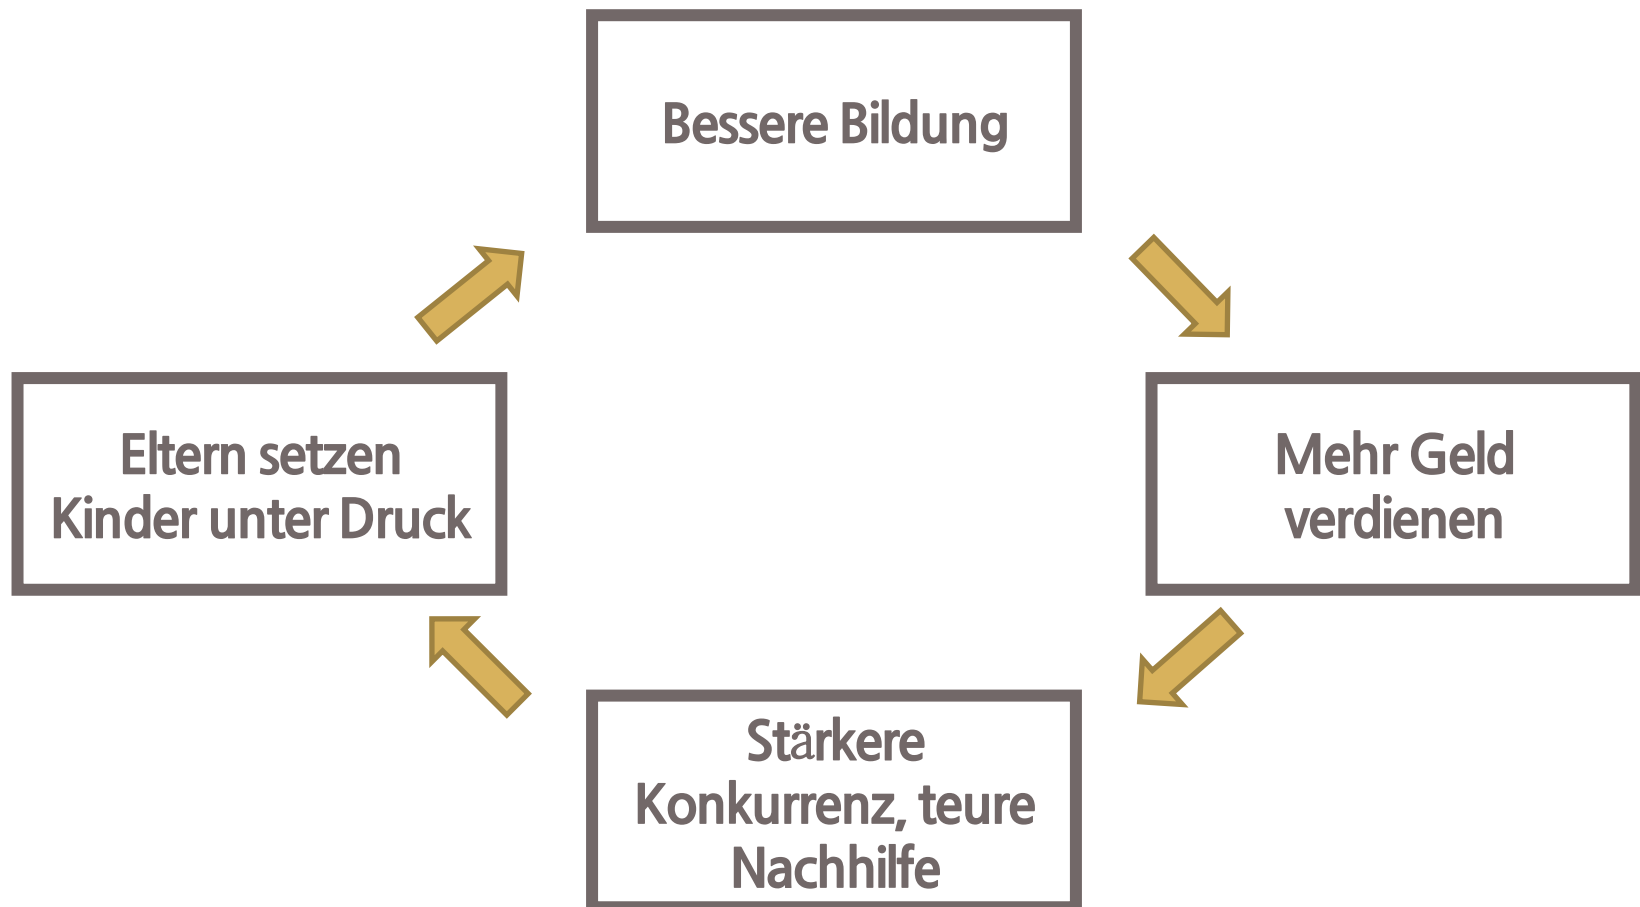 Bessere Bildung
Eltern setzen
Kinder unter Druck
Mehr Geld
verdienen
Stärkere
Konkurrenz, teure
Nachhilfe